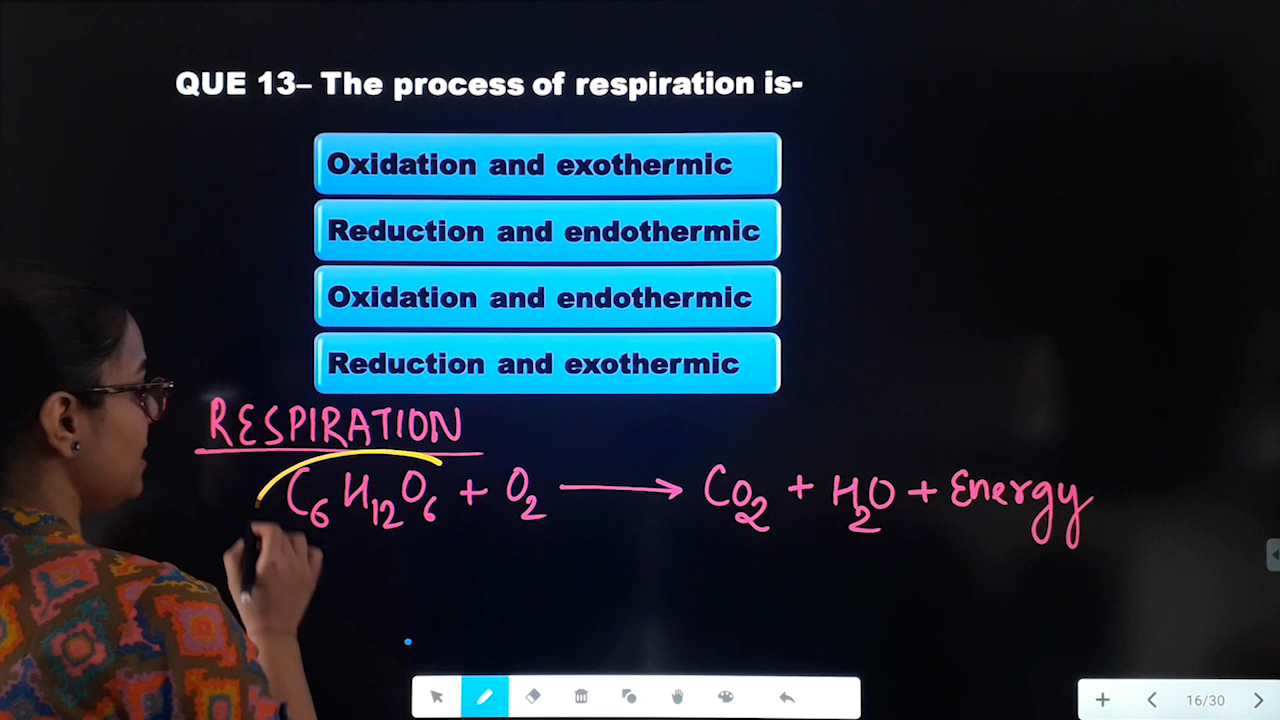 QUE 13– The process of respiration is-
Oxidation and exothermic
Reduction and endothermic
Oxidation and endothermic
Reduction and exothermic
RESPIRATION
C₆H₁₂O₆ + O₂ ⟶ CO₂ + H₂O + Energy
16/30